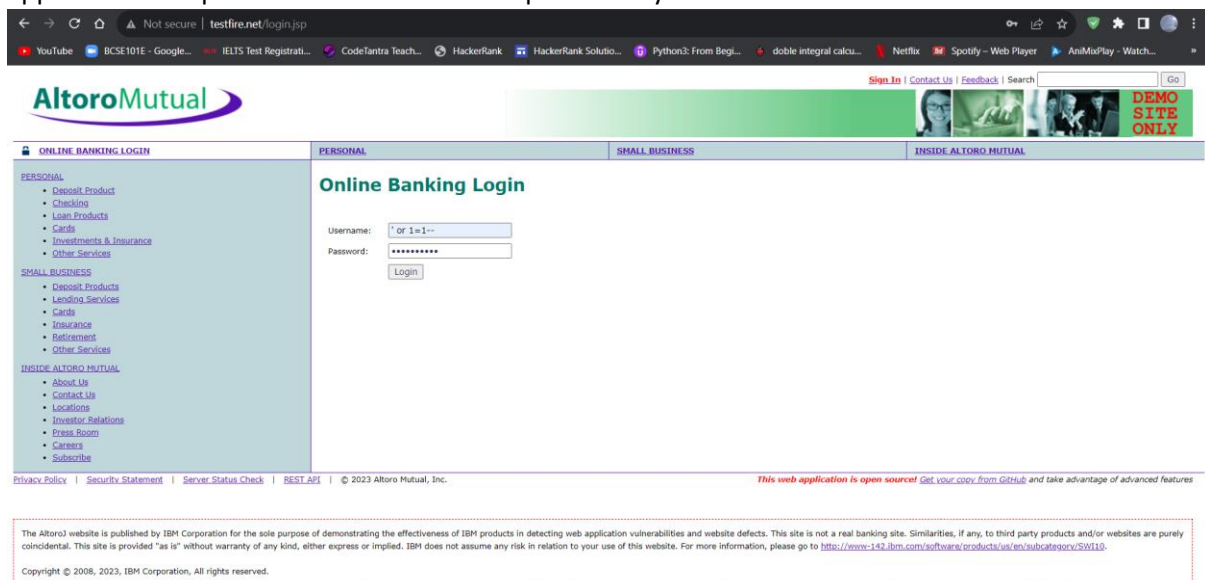 Not secure | testfire.net/login.jsp
YouTube BCSE101E - Google... IELTS Test Registrati... CodeTantra Teach... HackerRank HackerRank Solutio... Python3: From Begi... doble integral calcu... Netflix Spotify – Web Player AniMixPlay - Watch... »
Sign In | Contact Us | Feedback | Search Go
AltoroMutual
DEMO
SITE
ONLY
ONLINE BANKING LOGIN PERSONAL SMALL BUSINESS INSIDE ALTORO MUTUAL
PERSONAL
• Deposit Product
• Checking
• Loan Products
• Cards
• Investments & Insurance
• Other Services
SMALL BUSINESS
• Deposit Products
• Lending Services
• Cards
• Insurance
• Retirement
• Other Services
INSIDE ALTORO MUTUAL
• About Us
• Contact Us
• Locations
• Investor Relations
• Press Room
• Careers
• Subscribe
Online Banking Login
Username: ' or 1=1--
Password: ••••••••••
Login
Privacy Policy | Security Statement | Server Status Check | REST API | © 2023 Altoro Mutual, Inc. This web application is open source! Get your copy from GitHub and take advantage of advanced features
The AltoroJ website is published by IBM Corporation for the sole purpose of demonstrating the effectiveness of IBM products in detecting web application vulnerabilities and website defects. This site is not a real banking site. Similarities, if any, to third party products and/or websites are purely
coincidental. This site is provided "as is" without warranty of any kind, either express or implied. IBM does not assume any risk in relation to your use of this website. For more information, please go to http://www-142.ibm.com/software/products/us/en/subcategory/SWI10.
Copyright © 2008, 2023, IBM Corporation, All rights reserved.